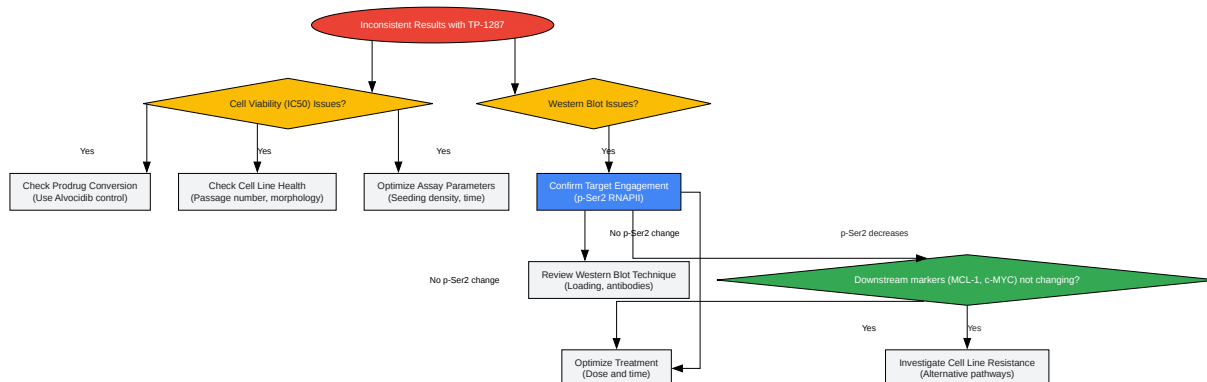 Inconsistent Results with TP-1287
Cell Viability (IC50) Issues?
Western Blot Issues?
Yes
Yes
Yes
Yes
Check Prodrug Conversion
(Use Alvocidib control)
Check Cell Line Health
(Passage number, morphology)
Optimize Assay Parameters
(Seeding density, time)
Confirm Target Engagement
(p-Ser2 RNAPII)
No p-Ser2 change
p-Ser2 decreases
No p-Ser2 change
Review Western Blot Technique
(Loading, antibodies)
Downstream markers (MCL-1, c-MYC) not changing?
Yes
Yes
Optimize Treatment
(Dose and time)
Investigate Cell Line Resistance
(Alternative pathways)